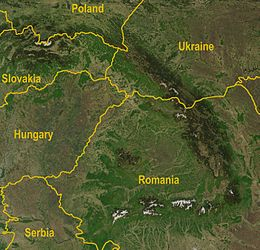 Poland
Ukraine
Slovakia
Hungary
Romania
Serbia